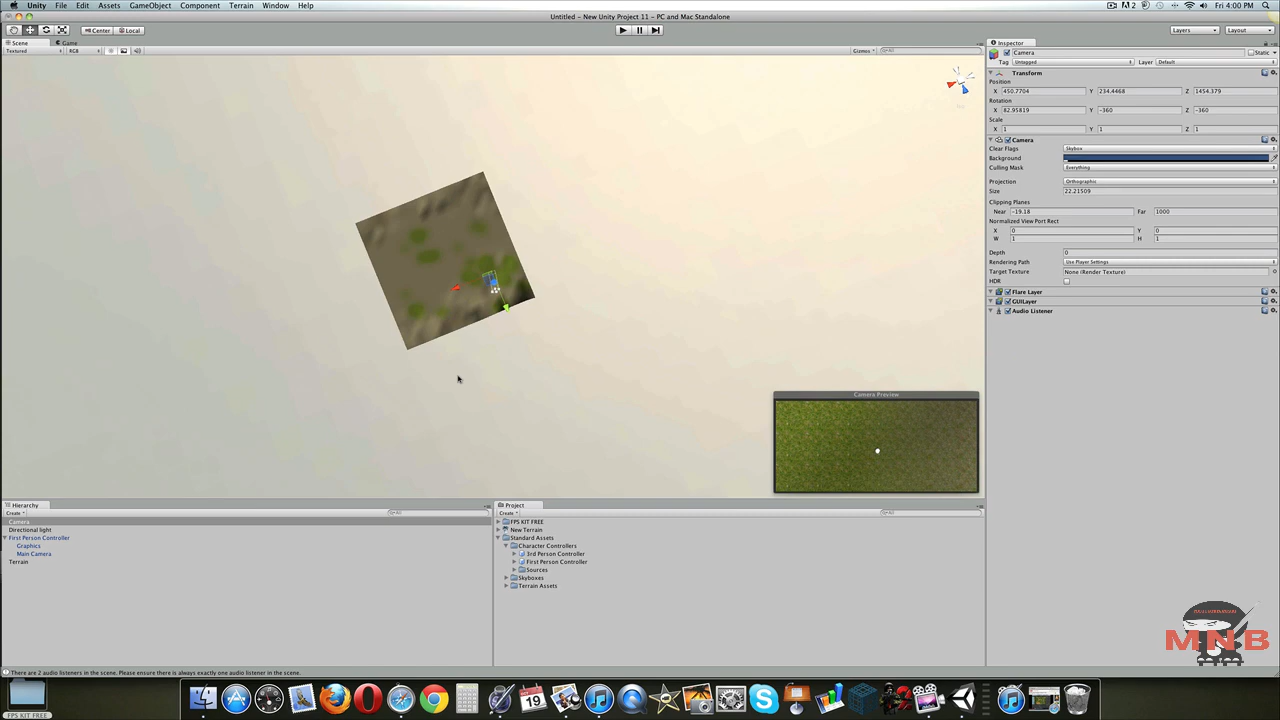 Unity File Edit Assets GameObject Component Terrain Window Help
2 Fri 4:00 PM
Untitled - New Unity Project 11 - PC and Mac Standalone
Center Local Layers Layout
Scene Game Inspector
Textured RGB Gizmos All
Camera Static
Tag Untagged Layer Default
Transform
Position
X 450.7704 Y 234.4468 Z 1454.379
Rotation
X 82.95819 Y -360 Z -360
Scale
X 1 Y 1 Z 1
Camera
Clear Flags Skybox
Background
Culling Mask Everything
Projection Orthographic
Size 22.21509
Clipping Planes
Near -19.18 Far 1000
Normalized View Port Rect
X 0 Y 0
W 1 H 1
Depth 0
Rendering Path Use Player Settings
Target Texture None (Render Texture)
HDR
Flare Layer
GUILayer
Audio Listener
Camera Preview
Hierarchy
Create All
Camera
Directional light
First Person Controller
Graphics
Main Camera
Terrain
Project
Create All
FPS KIT FREE
New Terrain
Standard Assets
Character Controllers
3rd Person Controller
First Person Controller
Sources
Skyboxes
Terrain Assets
MNB
There are 2 audio listeners in the scene. Please ensure there is always exactly one audio listener in the scene.
19
FPS KIT FREE